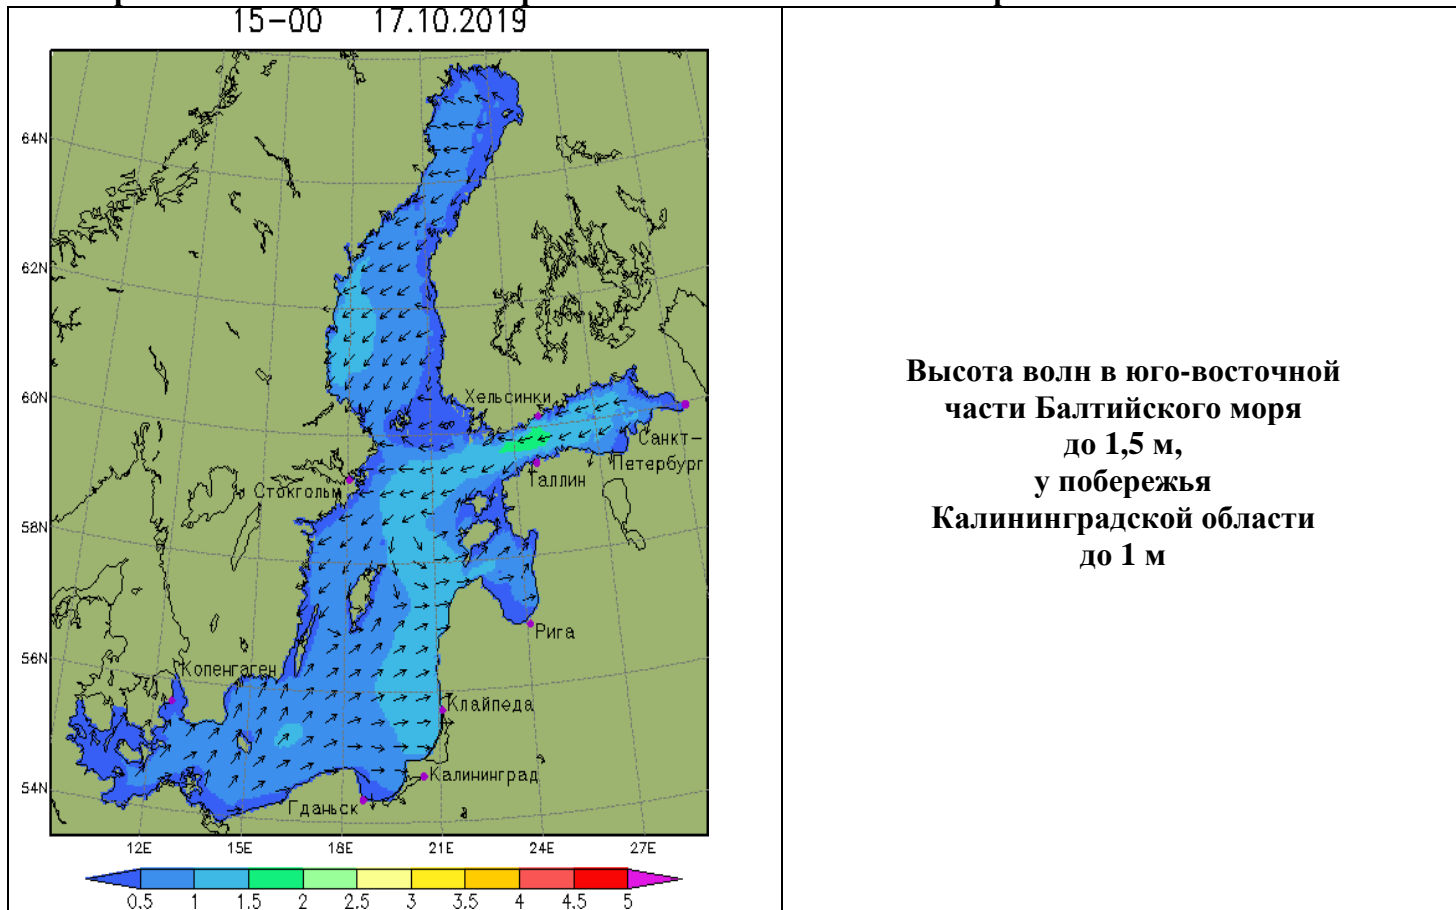 15-00 17.10.2019
64N
62N
Хельсинки
60N
Санкт-
Петербург
Таллин
Стокгольм
58N
Рига
56N
Копенгаген
Клайпеда
Калининград
54N
Гданьск
12E 15E 18E 21E 24E 27E
0.5 1 1.5 2 2.5 3 3.5 4 4.5 5
Высота волн в юго-восточной
части Балтийского моря
до 1,5 м,
у побережья
Калининградской области
до 1 м